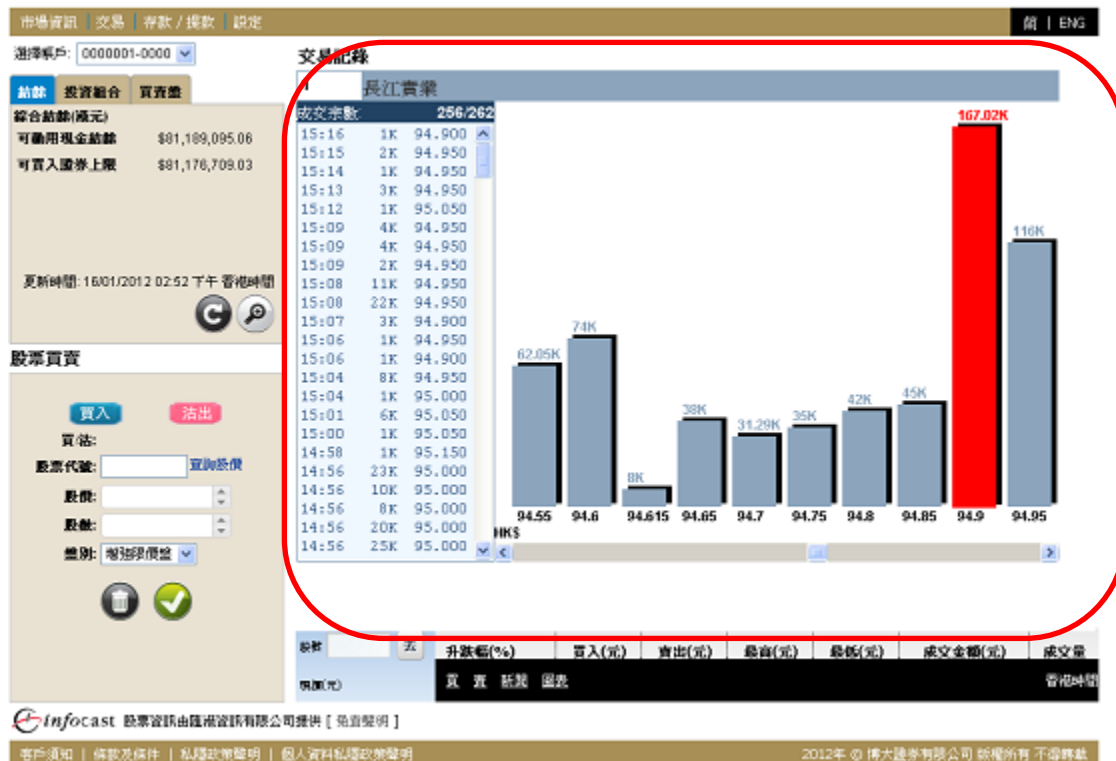 市場資訊 | 交易 | 存款 / 提款 | 設定
簡 | ENG
選擇帳戶: 0000001-0000
結餘 投資組合 買賣盤
綜合結餘(港元)
可動用現金結餘 $81,189,095.06
可買入證券上限 $81,176,709.03
更新時間: 16/01/2012 02:52 下午 香港時間
股票買賣
買入 沽出
買/沽:
股票代號: 查詢股價
股價:
股數:
盤別: 增強限價盤
交易記錄
1 長江實業
成交宗數: 256/262
15:16 1K 94.900
15:15 2K 94.950
15:14 1K 94.950
15:13 3K 94.950
15:12 1K 95.050
15:09 4K 94.950
15:09 4K 94.950
15:09 2K 94.950
15:08 11K 94.950
15:08 22K 94.950
15:07 3K 94.900
15:06 1K 94.950
15:06 1K 94.900
15:04 8K 94.950
15:04 1K 95.000
15:01 6K 95.050
15:00 1K 95.050
14:58 1K 95.150
14:56 23K 95.000
14:56 10K 95.000
14:56 8K 95.000
14:56 20K 95.000
14:56 25K 95.000
62.05K 74K 8K 38K 31.29K 35K 42K 45K 167.02K 116K
94.55 94.6 94.615 94.65 94.7 94.75 94.8 94.85 94.9 94.95
HK$
股數 去 升跌幅(%) 買入(元) 賣出(元) 最高(元) 最低(元) 成交金額(元) 成交量
現價(元) 買 賣 新聞 圖表 香港時間
infocast 股票資訊由匯港資訊有限公司提供 [ 免責聲明 ]
客戶須知 | 條款及條件 | 私隱政策聲明 | 個人資料私隱政策聲明
2012年 © 博大證券有限公司 版權所有 不得轉載